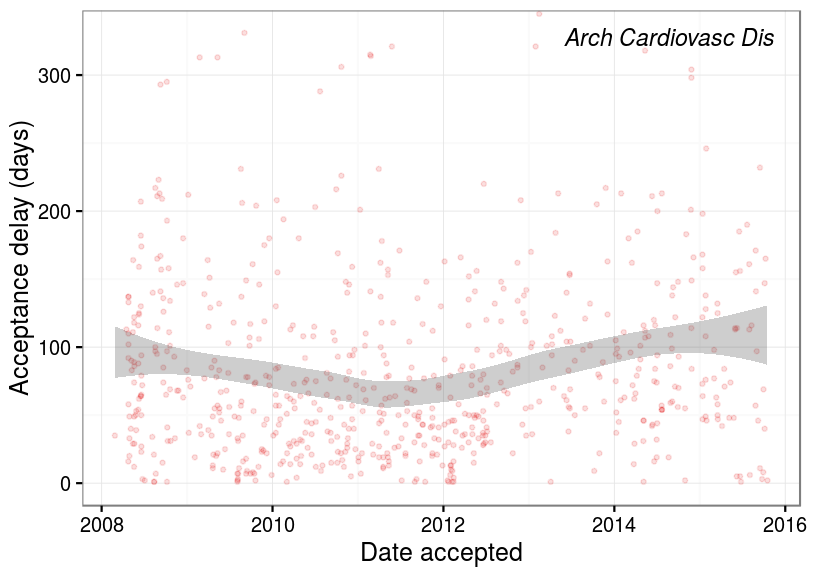 Arch Cardiovasc Dis
Acceptance delay (days)
300
200
100
0
2008 2010 2012 2014 2016
Date accepted